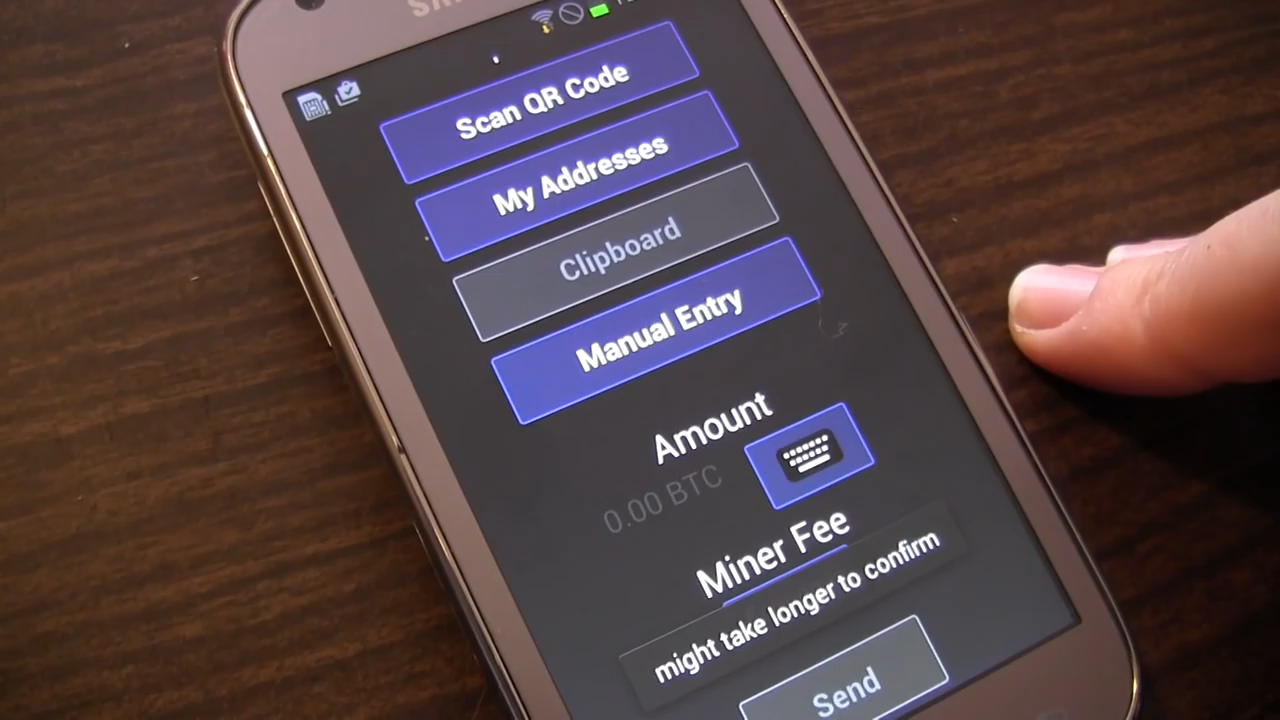 Scan QR Code
My Addresses
Clipboard
Manual Entry
Amount
0.00 BTC
Miner Fee
might take longer to confirm
Send